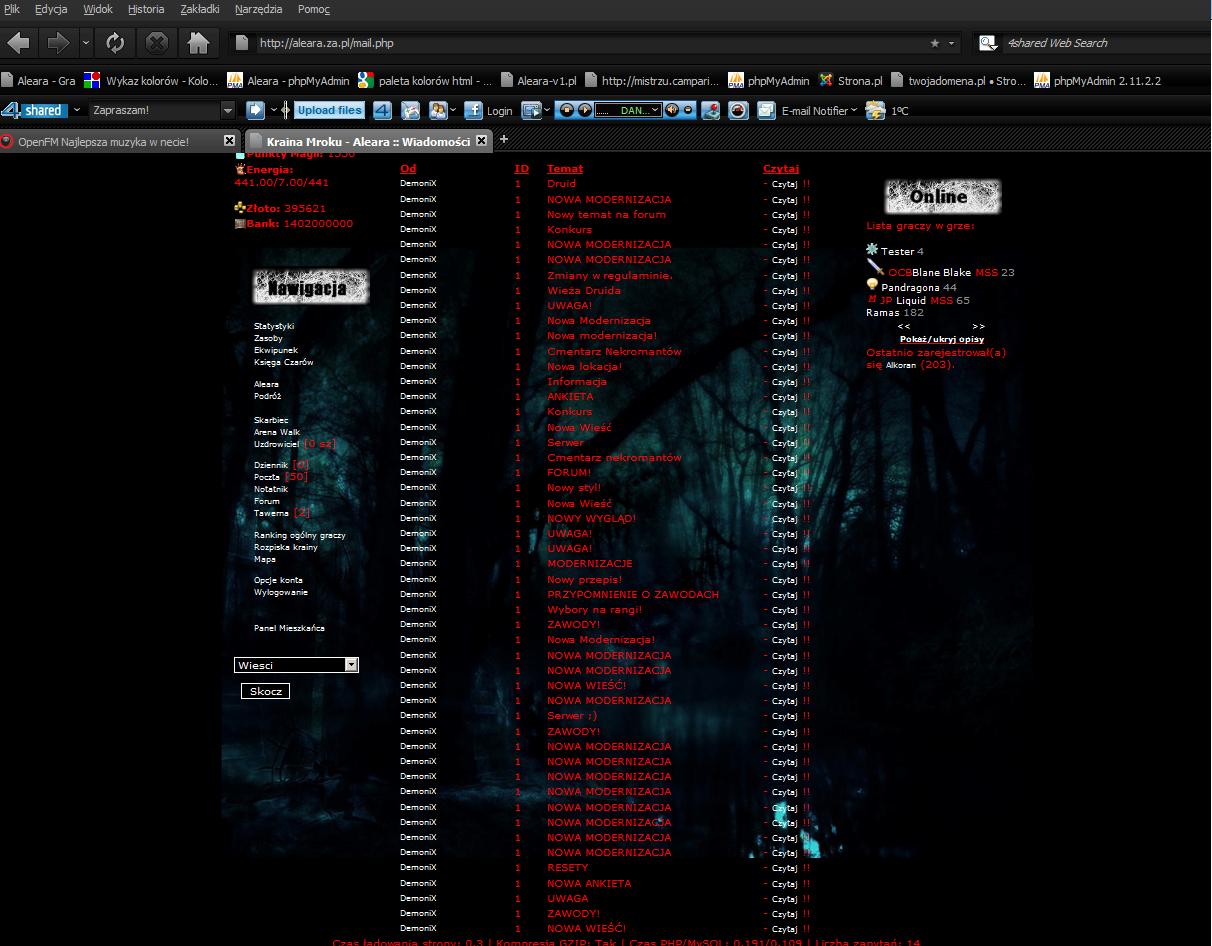 Plik Edycja Widok Historia Zakładki Narzędzia Pomoc
http://aleara.za.pl/mail.php
4shared Web Search
Aleara - Gra Wykaz kolorów - Kolo... Aleara - phpMyAdmin paleta kolorów html - ... Aleara-v1.pl http://mistrzu.campari... phpMyAdmin Strona.pl twojadomena.pl • Stro... phpMyAdmin 2.11.2.2
4 shared Zapraszam! Upload files 4 Login DAN... E-mail Notifier 1°C
OpenFM Najlepsza muzyka w necie! Kraina Mroku - Aleara :: Wiadomości +
Punkty Magii: 1330
Energia:
441.00/7.00/441
Złoto: 395621
Bank: 1402000000
Nawigacja
Statystyki
Zasoby
Ekwipunek
Księga Czarów
Aleara
Podróż
Skarbiec
Arena Walk
Uzdrowiciel [0 sz]
Dziennik [0]
Poczta [50]
Notatnik
Forum
Tawerna [2]
Ranking ogólny graczy
Rozpiska krainy
Mapa
Opcje konta
Wylogowanie
Panel Mieszkańca
Wiesci
Skocz
Od ID Temat Czytaj
DemoniX 1 Druid - Czytaj !!
DemoniX 1 NOWA MODERNIZACJA - Czytaj !!
DemoniX 1 Nowy temat na forum - Czytaj !!
DemoniX 1 Konkurs - Czytaj !!
DemoniX 1 NOWA MODERNIZACJA - Czytaj !!
DemoniX 1 NOWA MODERNIZACJA - Czytaj !!
DemoniX 1 Zmiany w regulaminie. - Czytaj !!
DemoniX 1 Wieża Druida - Czytaj !!
DemoniX 1 UWAGA! - Czytaj !!
DemoniX 1 Nowa Modernizacja - Czytaj !!
DemoniX 1 Nowa modernizacja! - Czytaj !!
DemoniX 1 Cmentarz Nekromantów - Czytaj !!
DemoniX 1 Nowa lokacja! - Czytaj !!
DemoniX 1 Informacja - Czytaj !!
DemoniX 1 ANKIETA - Czytaj !!
DemoniX 1 Konkurs - Czytaj !!
DemoniX 1 Nowa Wieść - Czytaj !!
DemoniX 1 Serwer - Czytaj !!
DemoniX 1 Cmentarz nekromantów - Czytaj !!
DemoniX 1 FORUM! - Czytaj !!
DemoniX 1 Nowy styl! - Czytaj !!
DemoniX 1 Nowa Wieść - Czytaj !!
DemoniX 1 NOWY WYGLĄD! - Czytaj !!
DemoniX 1 UWAGA! - Czytaj !!
DemoniX 1 UWAGA! - Czytaj !!
DemoniX 1 MODERNIZACJE - Czytaj !!
DemoniX 1 Nowy przepis! - Czytaj !!
DemoniX 1 PRZYPOMNIENIE O ZAWODACH - Czytaj !!
DemoniX 1 Wybory na rangi! - Czytaj !!
DemoniX 1 ZAWODY! - Czytaj !!
DemoniX 1 Nowa Modernizacja! - Czytaj !!
DemoniX 1 NOWA MODERNIZACJA - Czytaj !!
DemoniX 1 NOWA MODERNIZACJA - Czytaj !!
DemoniX 1 NOWA WIEŚĆ! - Czytaj !!
DemoniX 1 NOWA MODERNIZACJA - Czytaj !!
DemoniX 1 Serwer ;) - Czytaj !!
DemoniX 1 ZAWODY! - Czytaj !!
DemoniX 1 NOWA MODERNIZACJA - Czytaj !!
DemoniX 1 NOWA MODERNIZACJA - Czytaj !!
DemoniX 1 NOWA MODERNIZACJA - Czytaj !!
DemoniX 1 NOWA MODERNIZACJA - Czytaj !!
DemoniX 1 NOWA MODERNIZACJA - Czytaj !!
DemoniX 1 NOWA MODERNIZACJA - Czytaj !!
DemoniX 1 NOWA MODERNIZACJA - Czytaj !!
DemoniX 1 NOWA MODERNIZACJA - Czytaj !!
DemoniX 1 RESETY - Czytaj !!
DemoniX 1 NOWA ANKIETA - Czytaj !!
DemoniX 1 UWAGA - Czytaj !!
DemoniX 1 ZAWODY! - Czytaj !!
DemoniX 1 NOWA WIEŚĆ! - Czytaj !!
Online
Lista graczy w grze:
Tester 4
OCBBlane Blake MSS 23
Pandragona 44
JP Liquid MSS 65
Ramas 182
<< >>
Pokaż/ukryj opisy
Ostatnio zarejestrował(a)
się Alkoran (203).
Czas ładowania strony: 0.3 | Kompresja GZIP: Tak | Czas PHP/MySQL: 0.191/0.109 | Liczba zapytań: 14